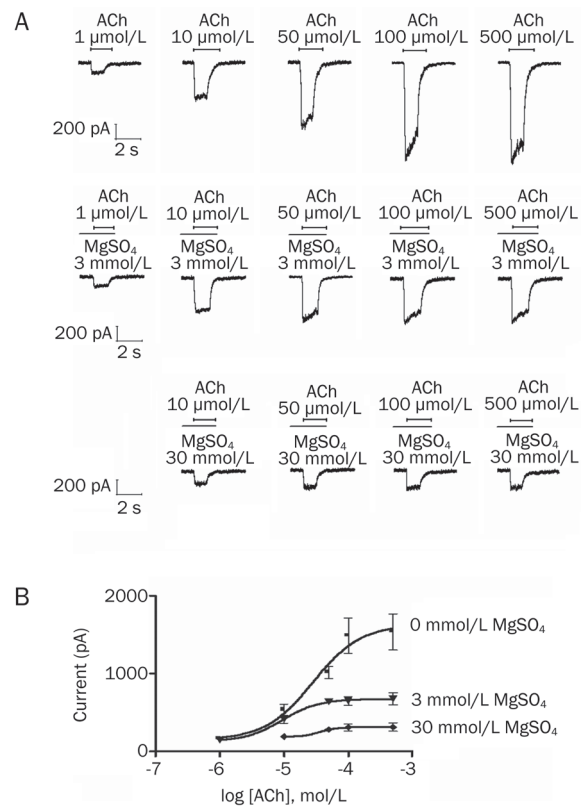 A
ACh ACh ACh ACh ACh
1 µmol/L 10 µmol/L 50 µmol/L 100 µmol/L 500 µmol/L
200 pA
2 s
ACh ACh ACh ACh ACh
1 µmol/L 10 µmol/L 50 µmol/L 100 µmol/L 500 µmol/L
MgSO₄ MgSO₄ MgSO₄ MgSO₄ MgSO₄
3 mmol/L 3 mmol/L 3 mmol/L 3 mmol/L 3 mmol/L
200 pA
2 s
ACh ACh ACh ACh
10 µmol/L 50 µmol/L 100 µmol/L 500 µmol/L
MgSO₄ MgSO₄ MgSO₄ MgSO₄
30 mmol/L 30 mmol/L 30 mmol/L 30 mmol/L
200 pA
2 s
B
2000
1000
0
Current (pA)
0 mmol/L MgSO₄
3 mmol/L MgSO₄
30 mmol/L MgSO₄
-7 -6 -5 -4 -3
log [ACh], mol/L